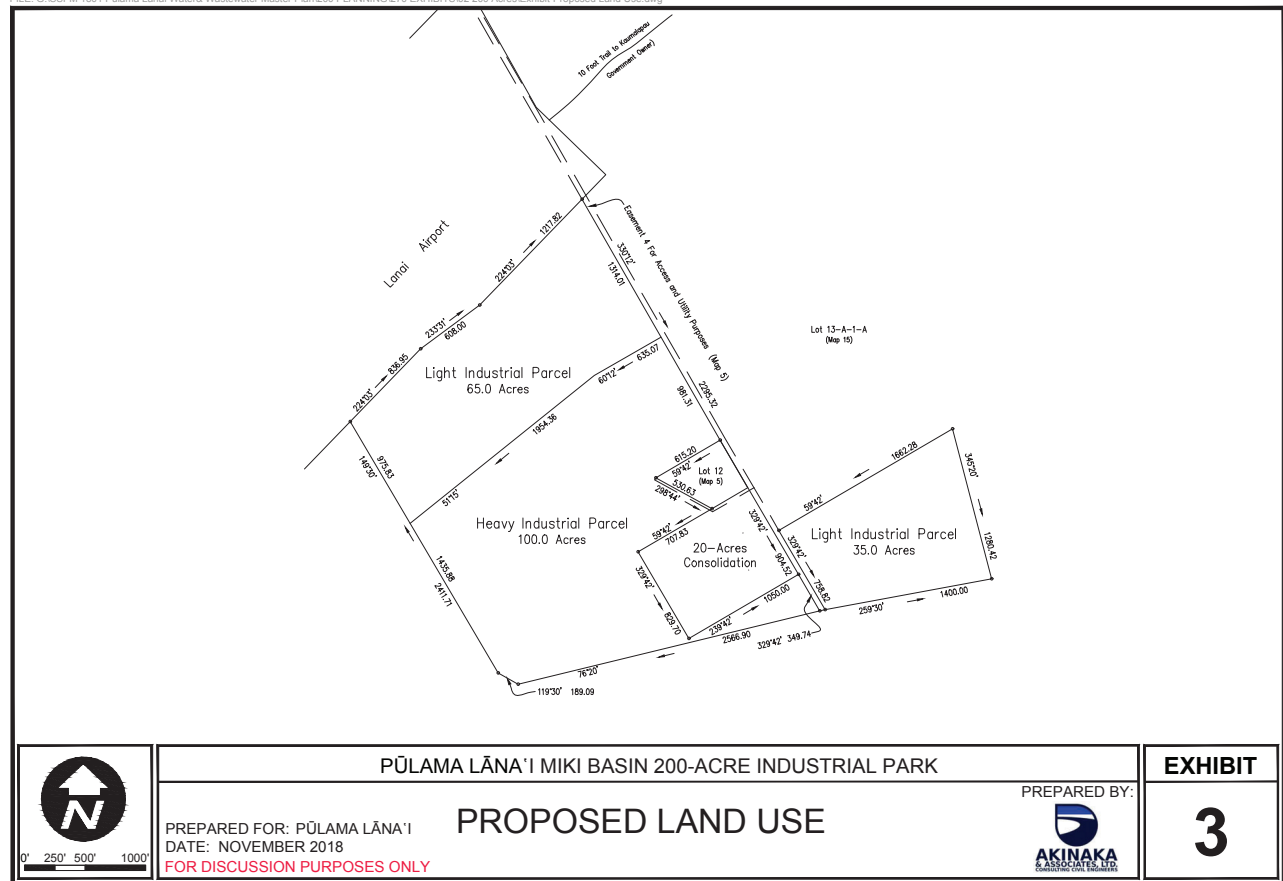 10 Foot Trail to Kaumalapau
Government Owner)
Lanai Airport
1217.82
224°03'
233°31'
608.00
836.95
224°03'
Easement 4 For Access and Utility Purposes (Map 5)
330°12'
1314.01
Lot 13-A-1-A
(Map 15)
635.07
60°12'
2295.32
981.31
Light Industrial Parcel
65.0 Acres
1954.36
51°15'
975.83
149°30'
615.20
59°42'
Lot 12
(Map 5)
530.63
298°44'
1662.28
59°42'
345°20'
1280.42
Heavy Industrial Parcel
100.0 Acres
59°42'
707.83
20-Acres
Consolidation
329°42'
904.52
329°42'
758.82
Light Industrial Parcel
35.0 Acres
1435.88
2411.71
329°42'
829.70
239°42'
1050.00
259°30'
1400.00
2566.90
329°42' 349.74
76°20'
119°30' 189.09
PŪLAMA LĀNAʻI MIKI BASIN 200-ACRE INDUSTRIAL PARK
EXHIBIT
3
N
0' 250' 500' 1000'
PREPARED FOR: PŪLAMA LĀNAʻI
DATE: NOVEMBER 2018
FOR DISCUSSION PURPOSES ONLY
PROPOSED LAND USE
PREPARED BY:
AKINAKA
& ASSOCIATES, LTD.
CONSULTING CIVIL ENGINEERS